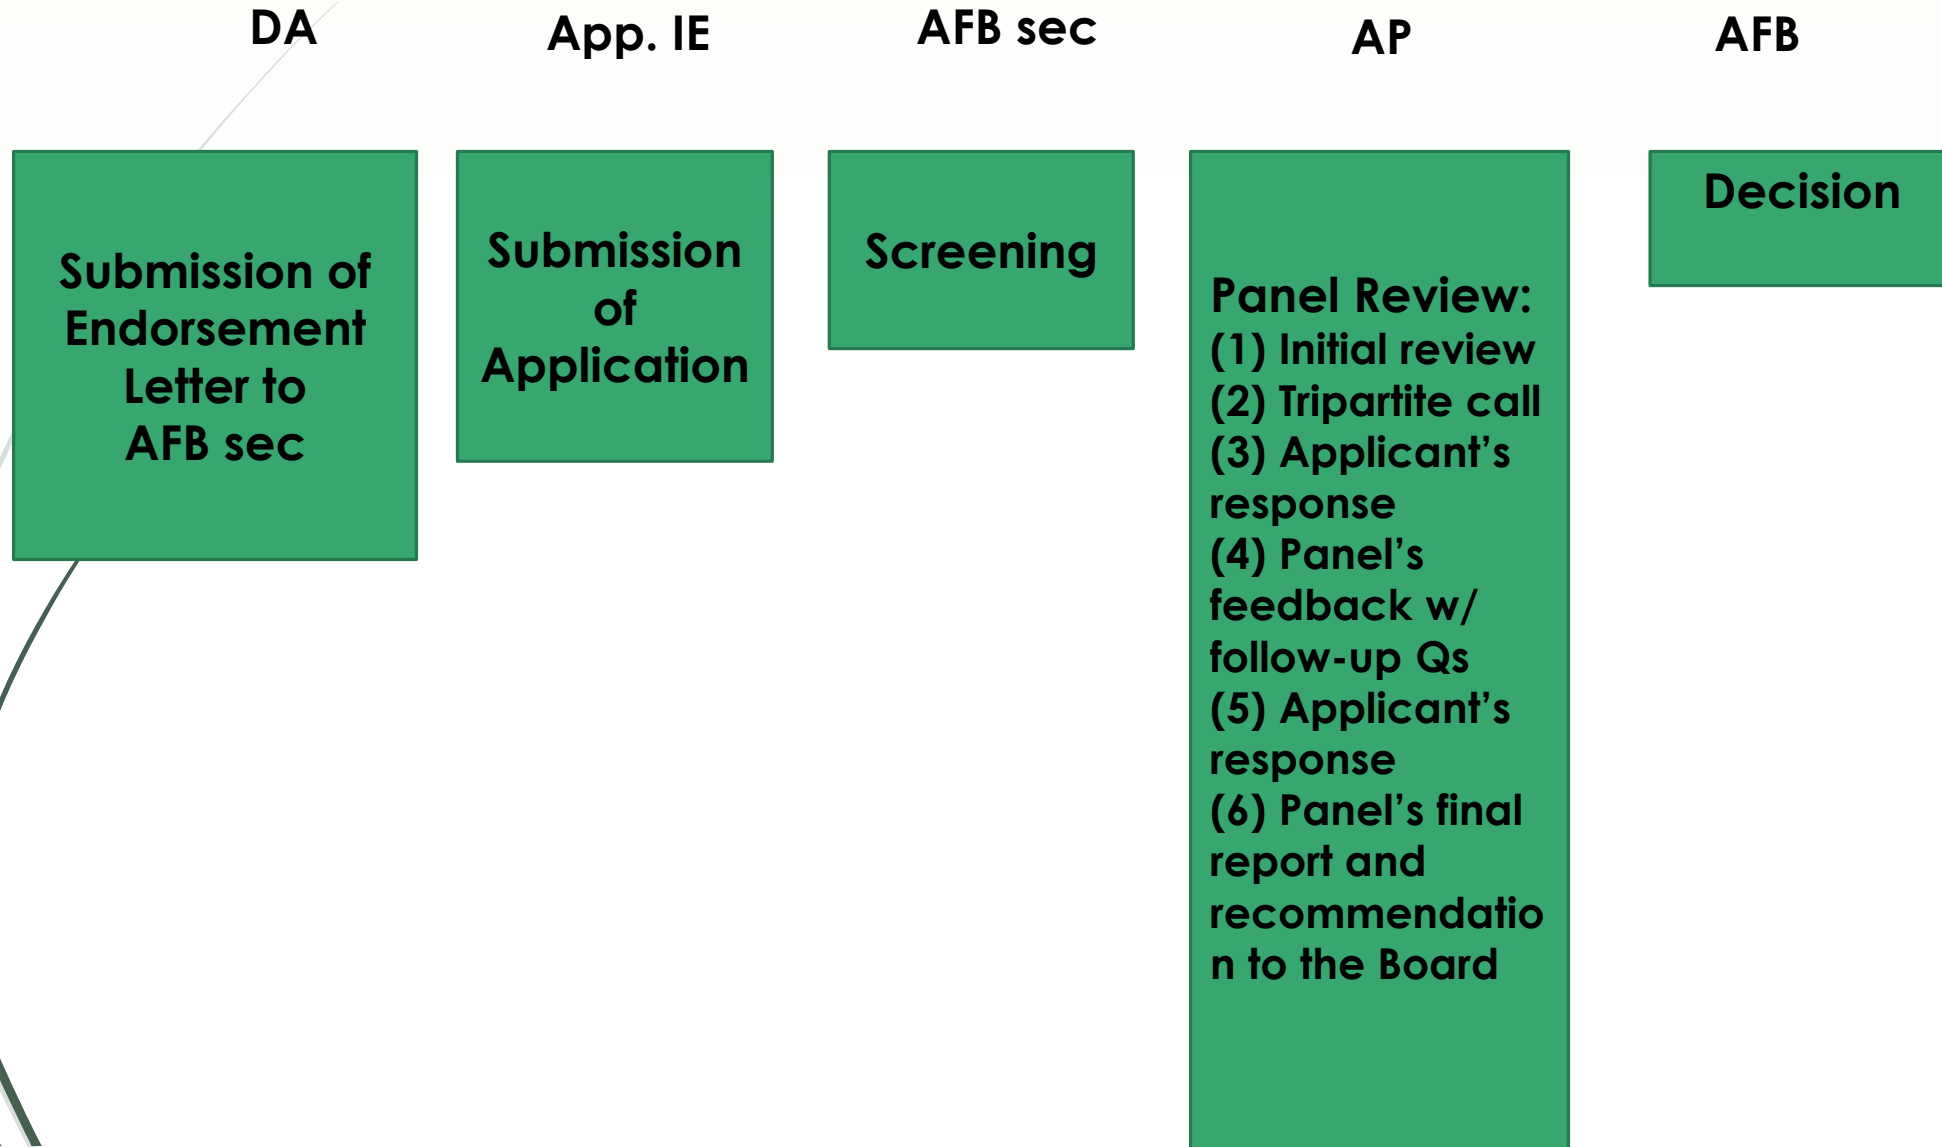 DA
App. IE
AFB sec
AP
AFB
Submission of
Endorsement
Letter to
AFB sec
Submission
of
Application
Screening
Panel Review:
(1) Initial review
(2) Tripartite call
(3) Applicant’s
response
(4) Panel’s
feedback w/
follow-up Qs
(5) Applicant’s
response
(6) Panel’s final
report and
recommendatio
n to the Board
Decision